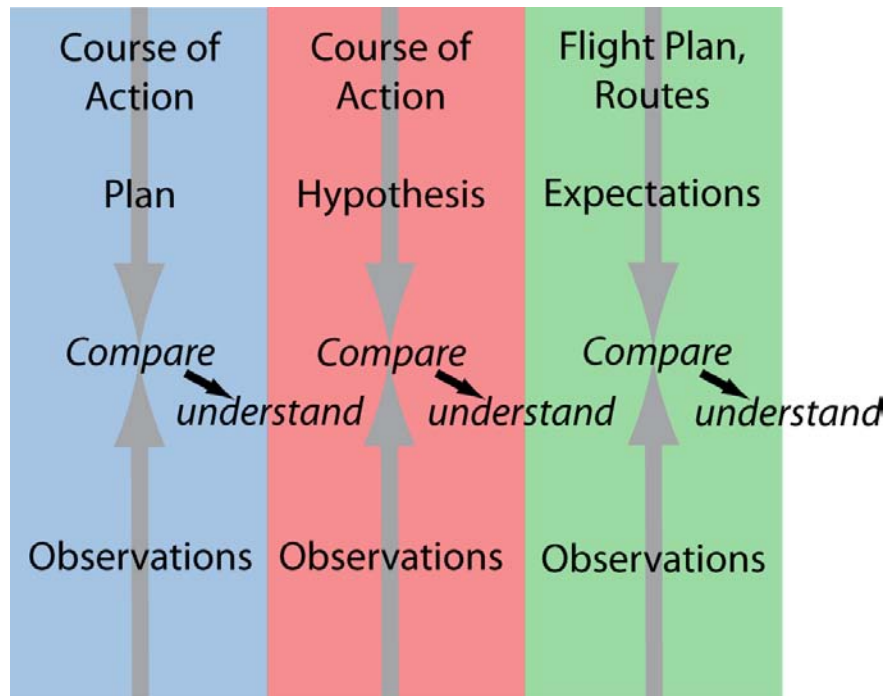 Course of
Action
Plan
Compare
understand
Observations
Course of
Action
Hypothesis
Compare
understand
Observations
Flight Plan,
Routes
Expectations
Compare
understand
Observations